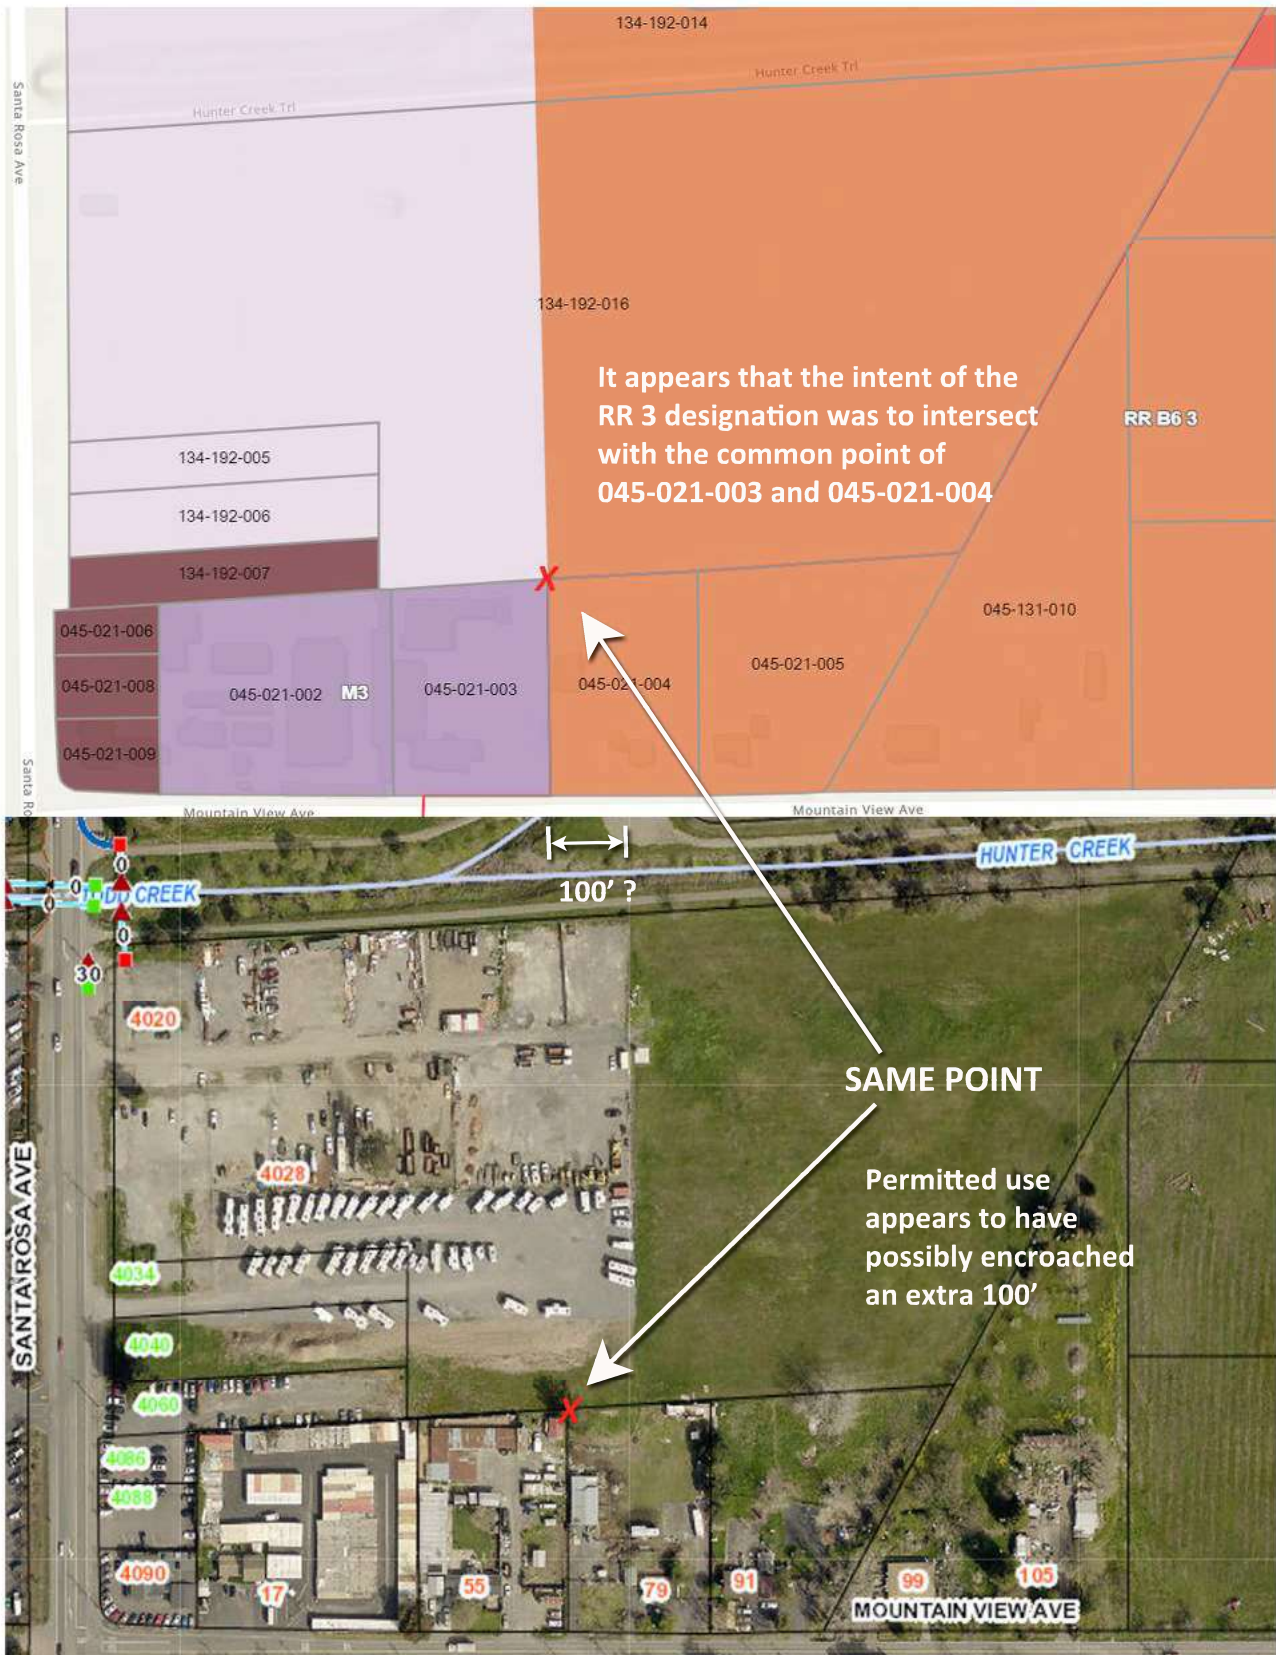 134-192-014
Hunter Creek Trl
Hunter Creek Trl
Santa Rosa Ave
134-192-016
It appears that the intent of the
RR 3 designation was to intersect
with the common point of
045-021-003 and 045-021-004
RR B6 3
134-192-005
134-192-006
134-192-007
X
045-021-006
045-131-010
045-021-005
045-021-008
045-021-002
M3
045-021-003
045-021-004
045-021-009
Santa Ro
Mountain View Ave
Mountain View Ave
HUNTER CREEK
0
0
0
CREEK
100' ?
0
30
4020
SAME POINT
4028
Permitted use
appears to have
possibly encroached
an extra 100'
SANTA ROSA AVE
4034
4040
4060
X
4086
4088
4090
17
55
79
91
99
105
MOUNTAIN VIEW AVE